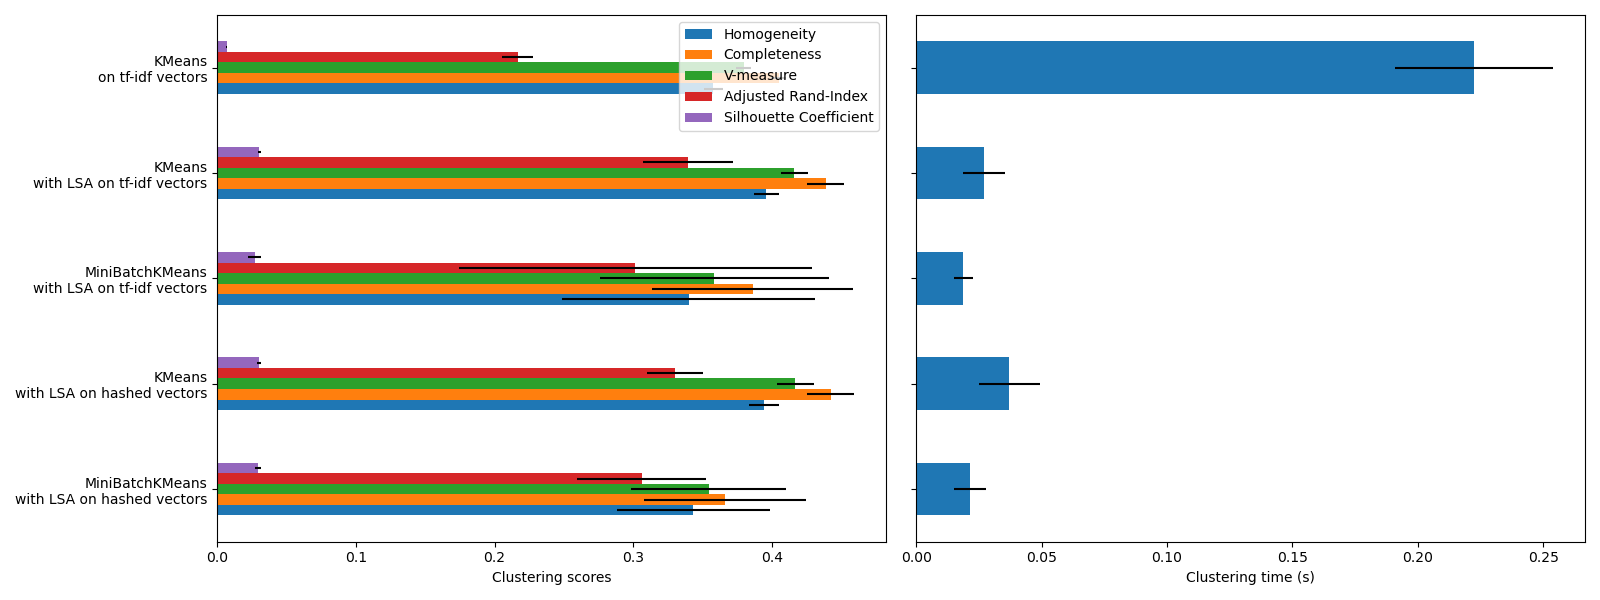 KMeans
on tf-idf vectors
KMeans
with LSA on tf-idf vectors
MiniBatchKMeans
with LSA on tf-idf vectors
KMeans
with LSA on hashed vectors
MiniBatchKMeans
with LSA on hashed vectors
Homogeneity
Completeness
V-measure
Adjusted Rand-Index
Silhouette Coefficient
0.0 0.1 0.2 0.3 0.4
Clustering scores
0.00 0.05 0.10 0.15 0.20 0.25
Clustering time (s)